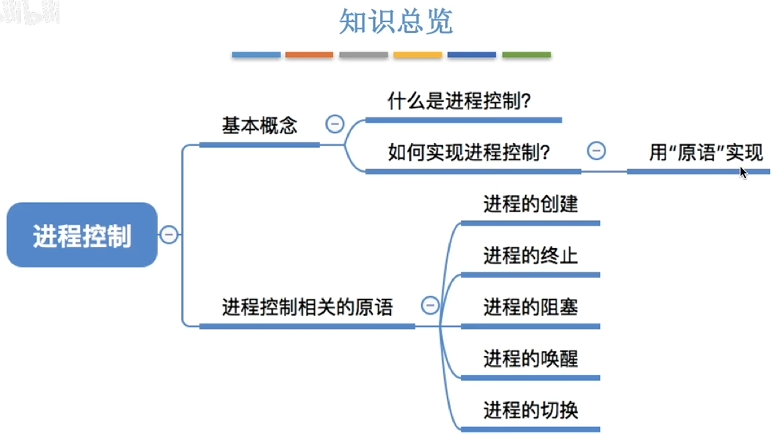 知识总览
基本概念
什么是进程控制?
如何实现进程控制?
用“原语”实现
进程控制
进程控制相关的原语
进程的创建
进程的终止
进程的阻塞
进程的唤醒
进程的切换